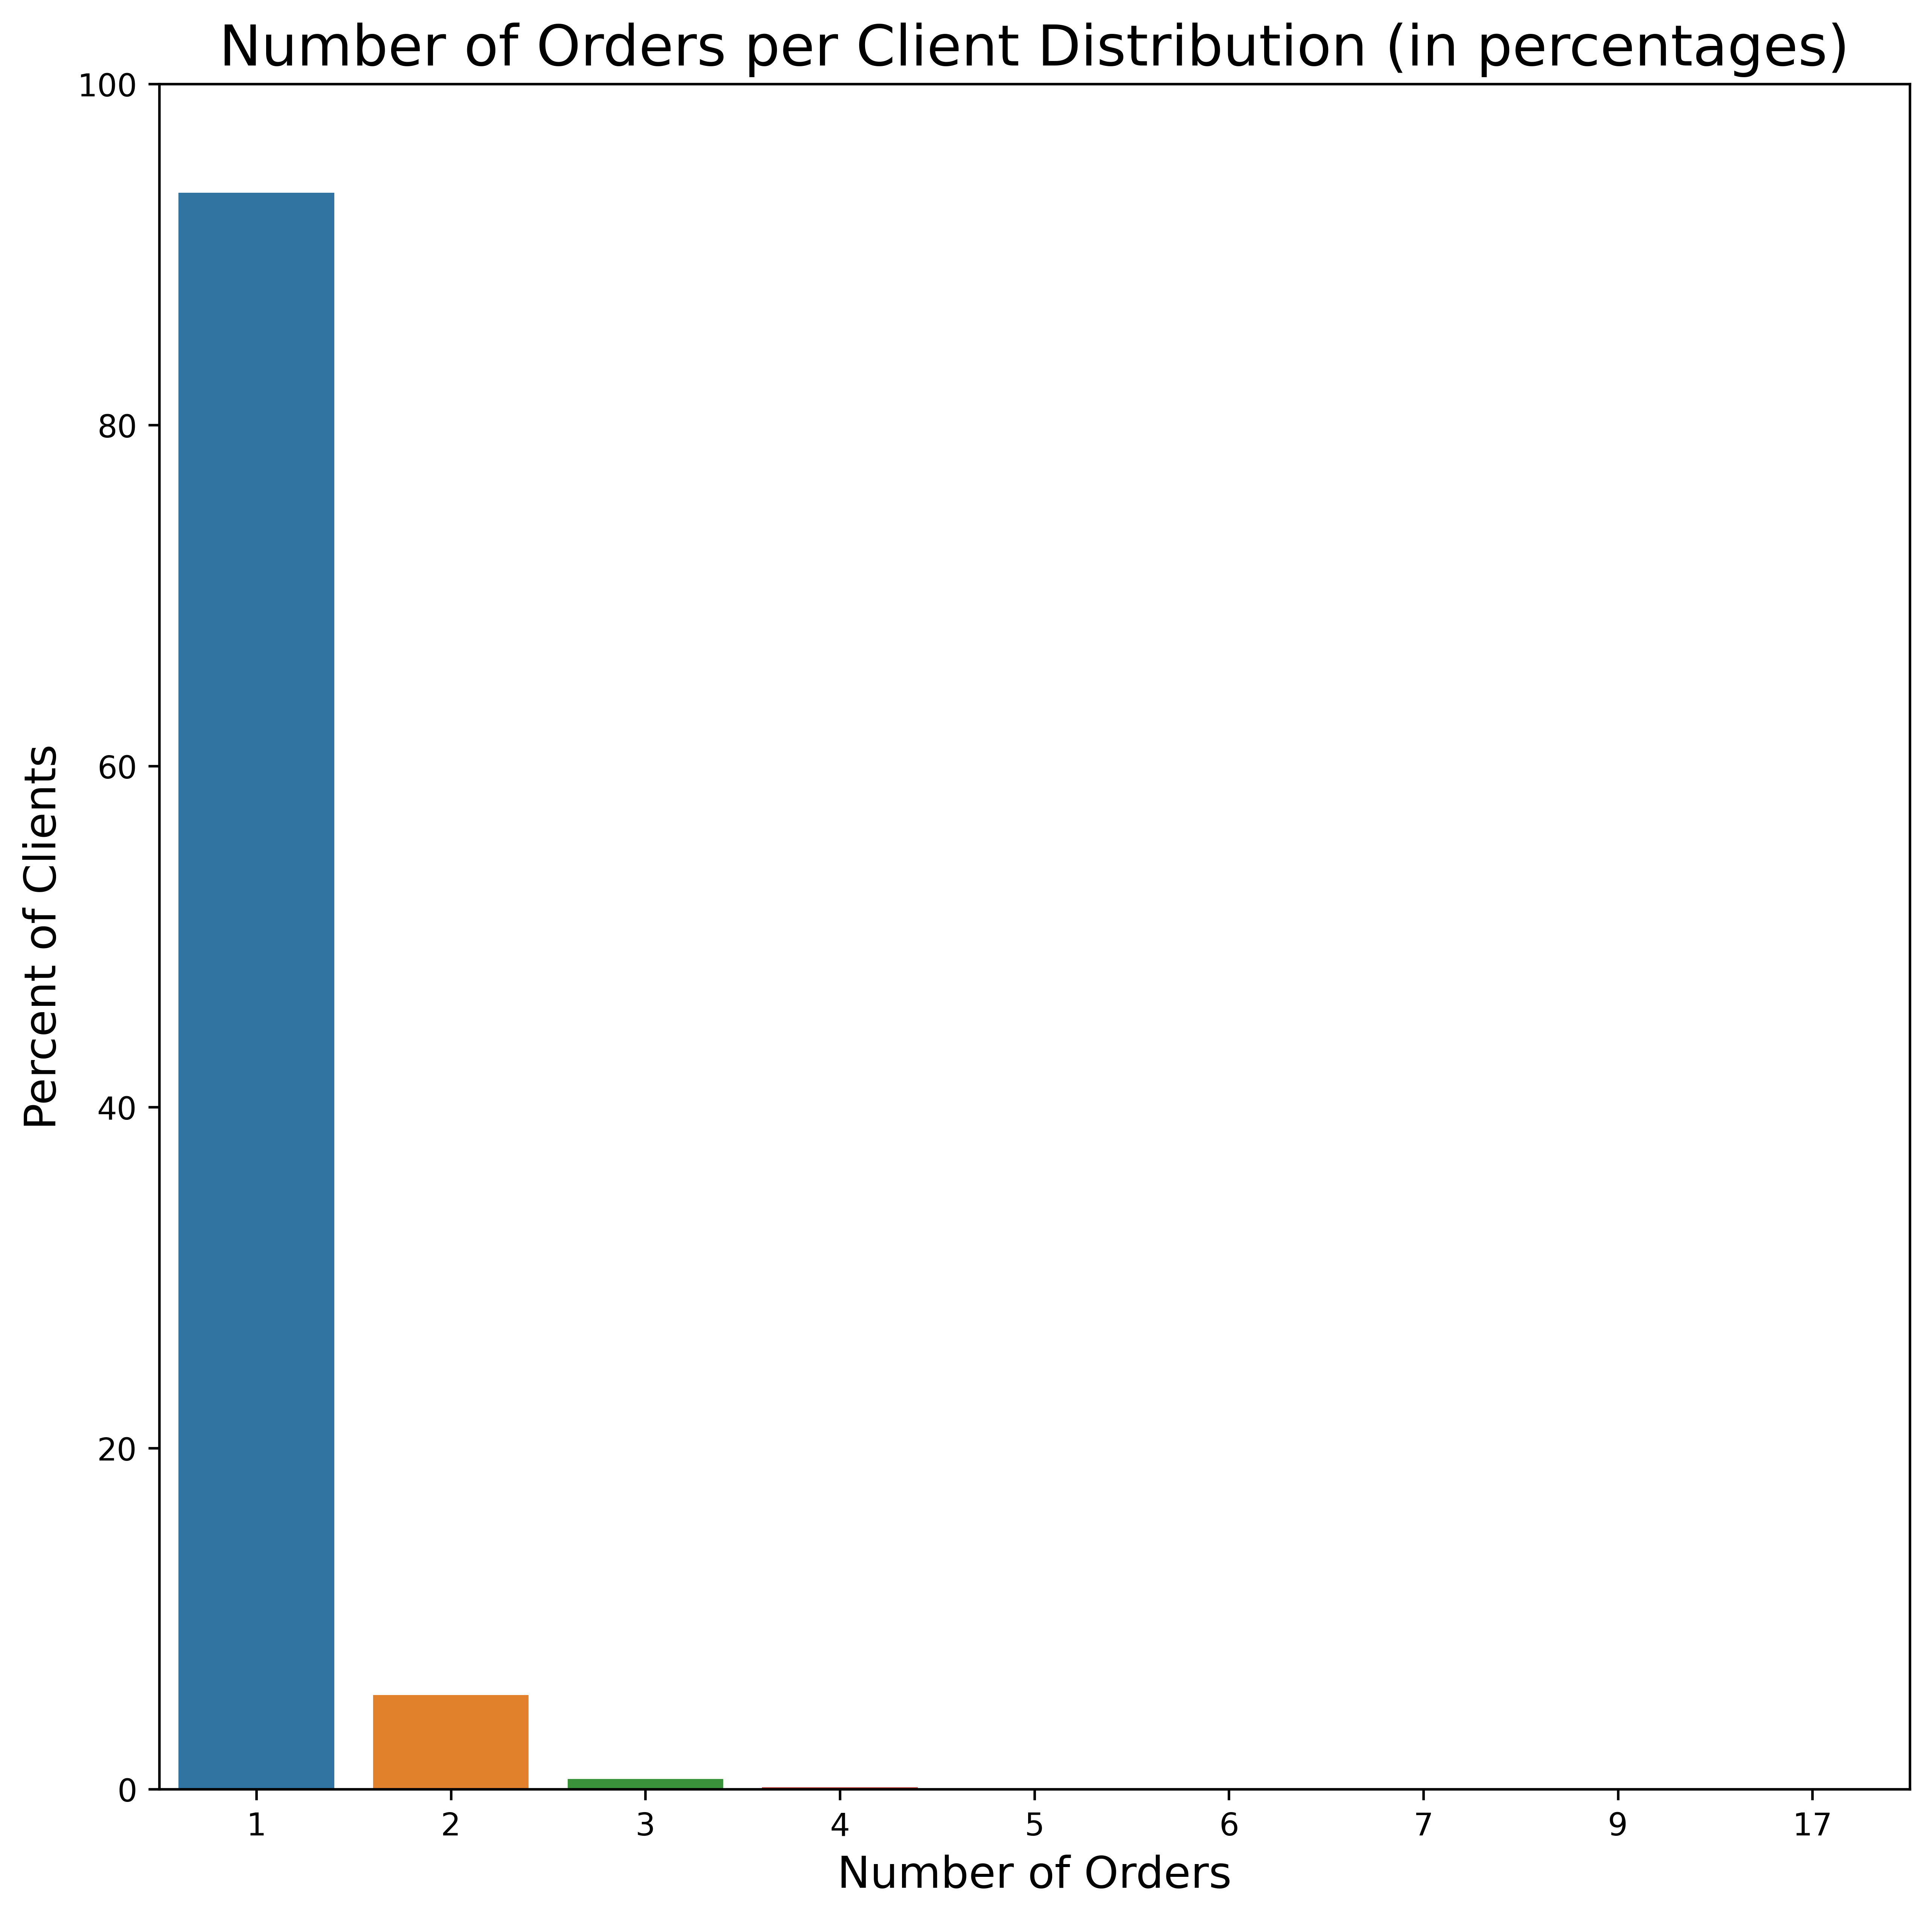 Number of Orders per Client Distribution (in percentages)
100
80
60
40
20
0
Percent of Clients
1 2 3 4 5 6 7 9 17
Number of Orders